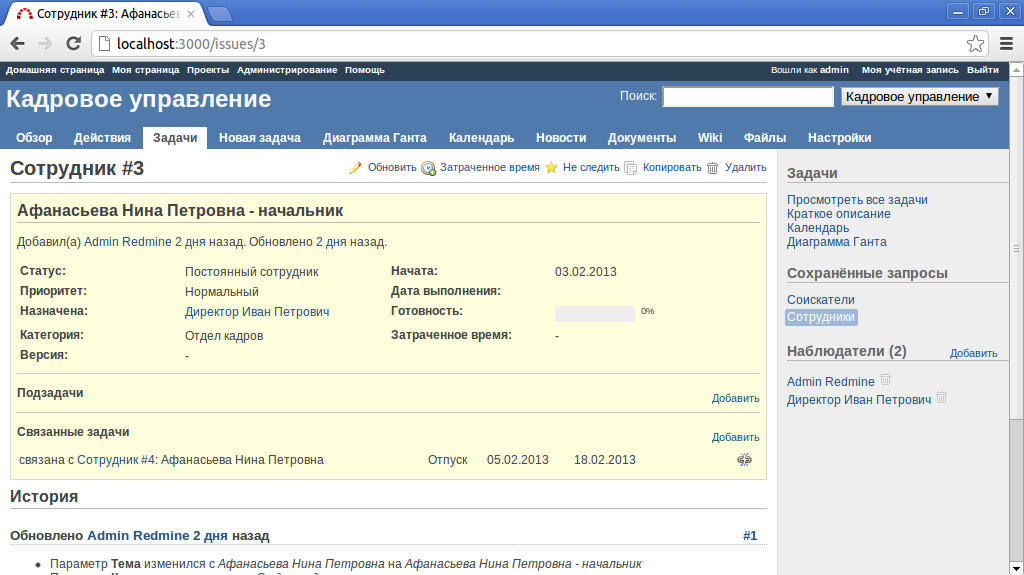 Сотрудник #3: Афанасье
localhost:3000/issues/3
Домашняя страница Моя страница Проекты Администрирование Помощь Вошли как admin Моя учётная запись Выйти
Кадровое управление Поиск: Кадровое управление
Обзор Действия Задачи Новая задача Диаграмма Ганта Календарь Новости Документы Wiki Файлы Настройки
Сотрудник #3 Обновить Затраченное время Не следить Копировать Удалить
Афанасьева Нина Петровна - начальник
Добавил(а) Admin Redmine 2 дня назад. Обновлено 2 дня назад.
Статус: Постоянный сотрудник Начата: 03.02.2013
Приоритет: Нормальный Дата выполнения:
Назначена: Директор Иван Петрович Готовность: 0%
Категория: Отдел кадров Затраченное время: -
Версия: -
Подзадачи
Добавить
Связанные задачи
Добавить
связана с Сотрудник #4: Афанасьева Нина Петровна Отпуск 05.02.2013 18.02.2013
История
Обновлено Admin Redmine 2 дня назад #1
Параметр Тема изменился с Афанасьева Нина Петровна на Афанасьева Нина Петровна - начальник
Задачи
Просмотреть все задачи
Краткое описание
Календарь
Диаграмма Ганта
Сохранённые запросы
Соискатели
Сотрудники
Наблюдатели (2) Добавить
Admin Redmine
Директор Иван Петрович